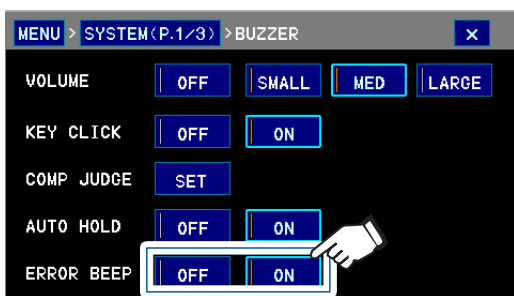 MENU > SYSTEM(P.1/3) >BUZZER x
VOLUME OFF SMALL MED LARGE
KEY CLICK OFF ON
COMP JUDGE SET
AUTO HOLD OFF ON
ERROR BEEP OFF ON